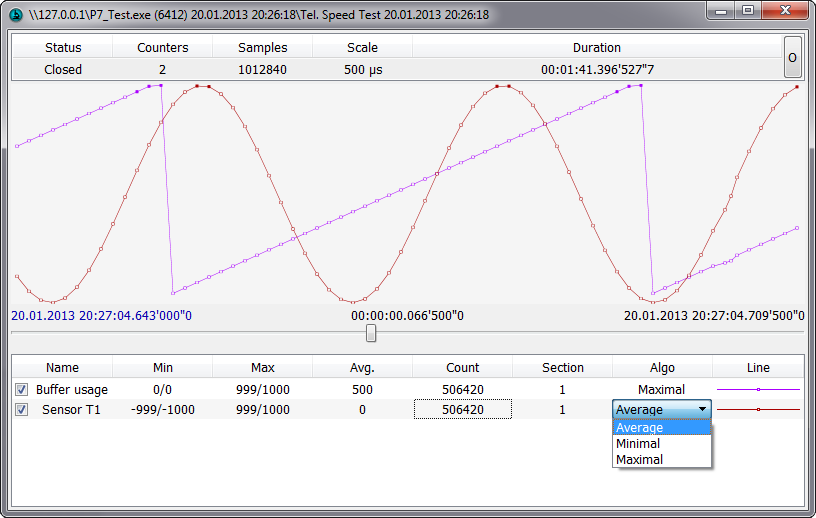 \\127.0.0.1\P7_Test.exe (6412) 20.01.2013 20:26:18\Tel. Speed Test 20.01.2013 20:26:18
Status Counters Samples Scale Duration
Closed 2 1012840 500 µs 00:01:41.396'527"7
O
20.01.2013 20:27:04.643'000"0 00:00:00.066'500"0 20.01.2013 20:27:04.709'500"0
Name Min Max Avg. Count Section Algo Line
Buffer usage 0/0 999/1000 500 506420 1 Maximal
Sensor T1 -999/-1000 999/1000 0 506420 1 Average
Average
Minimal
Maximal